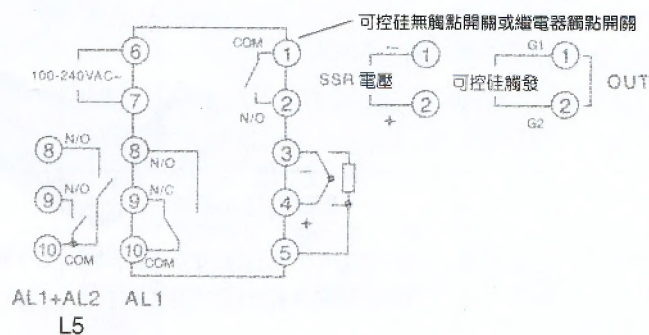 可控硅無觸點開關或繼電器觸點開關
6
COM
1
100-240VAC~
SSR 電壓
-
1
+
2
可控硅觸發
G1
1
G2
2
OUT
7
2
N/O
8
N/O
8
N/O
3
-
9
N/O
9
N/C
4
+
10
COM
10
COM
5
AL1+AL2
AL1
L5